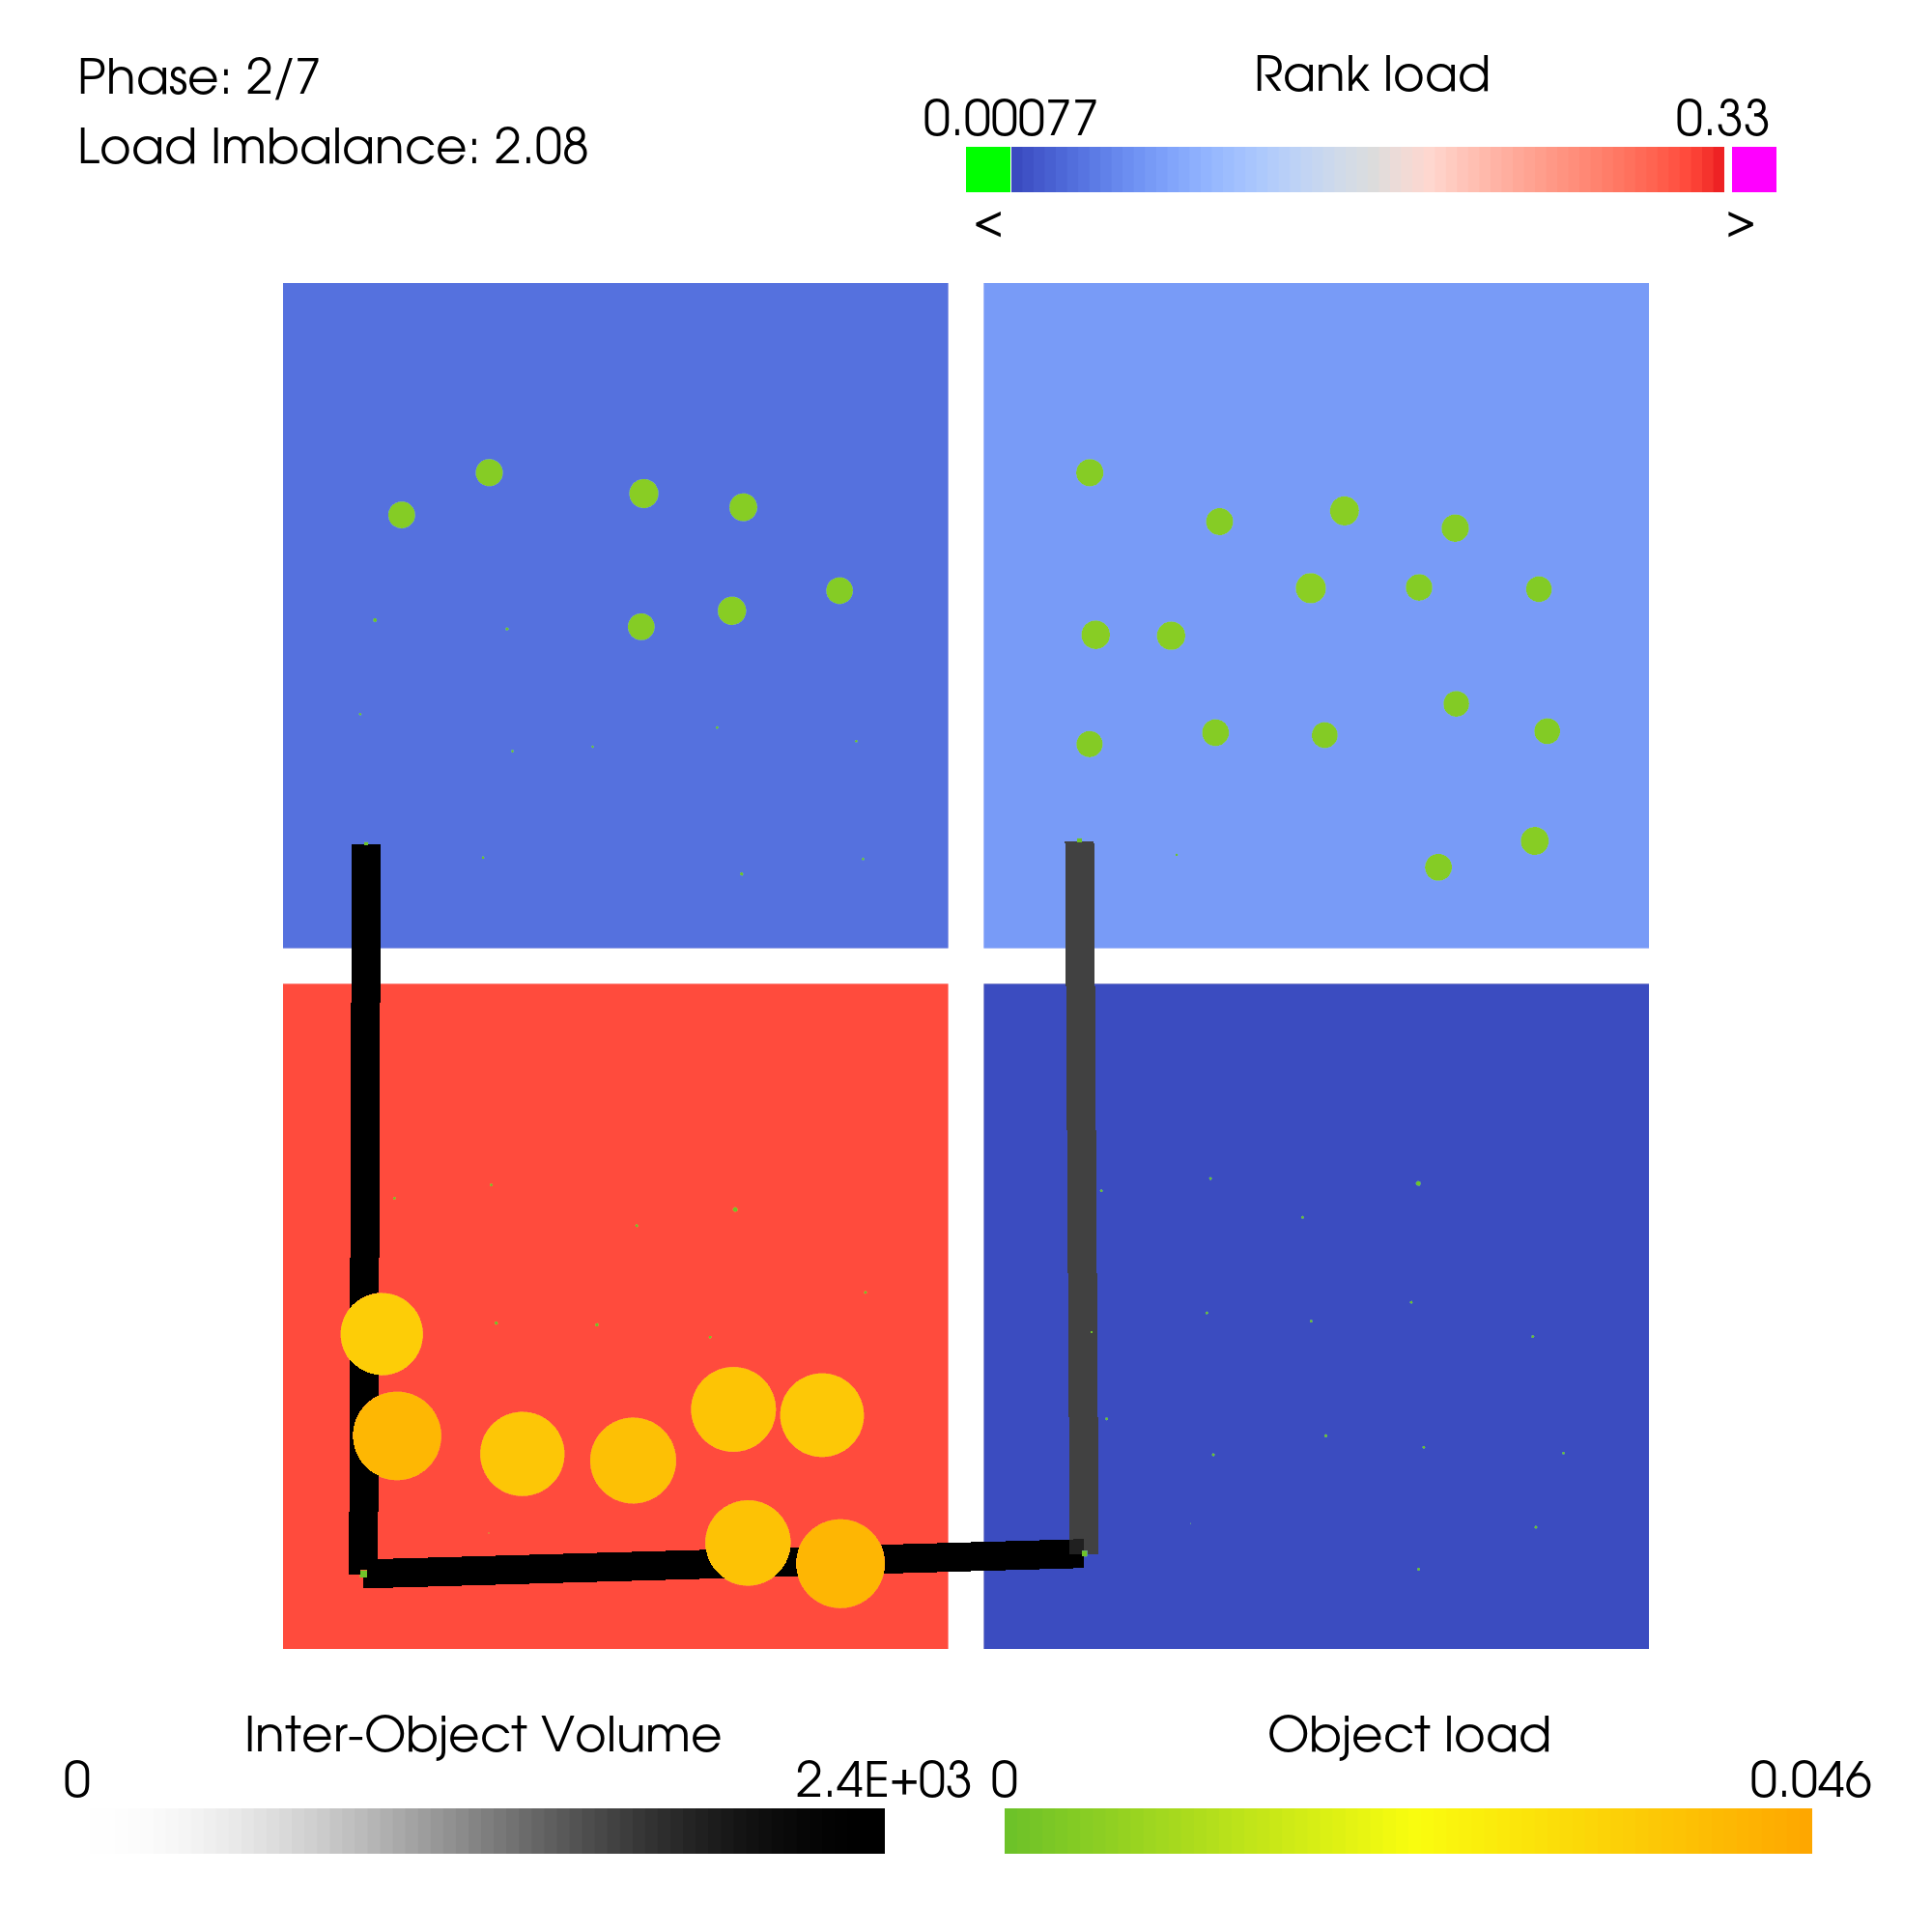 Phase: 2/7
Load Imbalance: 2.08
Rank load
0.00077 0.33
< >
Inter-Object Volume
0 2.4E+03
Object load
0 0.046